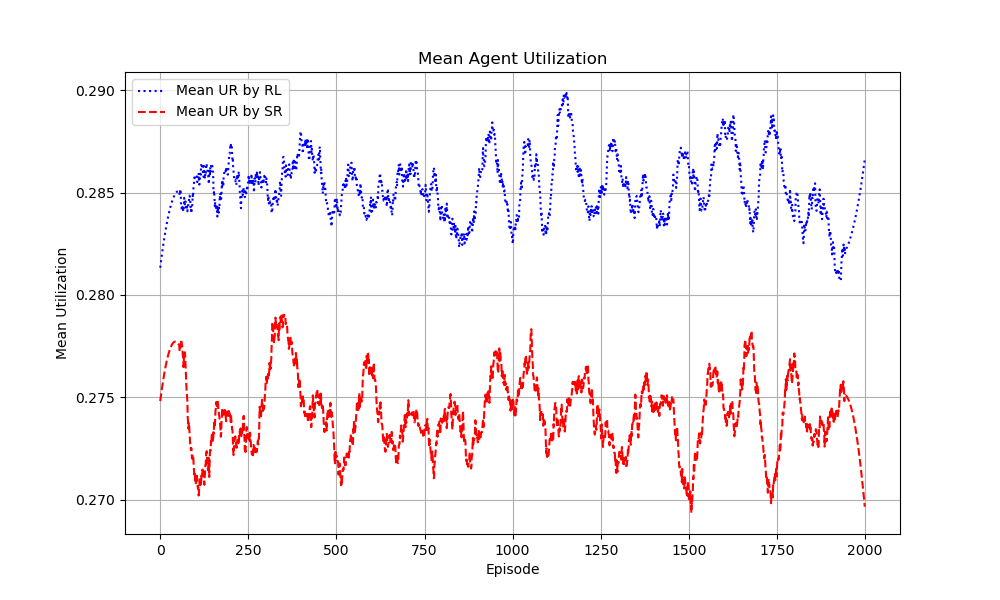 Mean Agent Utilization
Mean UR by RL
Mean UR by SR
Mean Utilization
0.290
0.285
0.280
0.275
0.270
0 250 500 750 1000 1250 1500 1750 2000
Episode